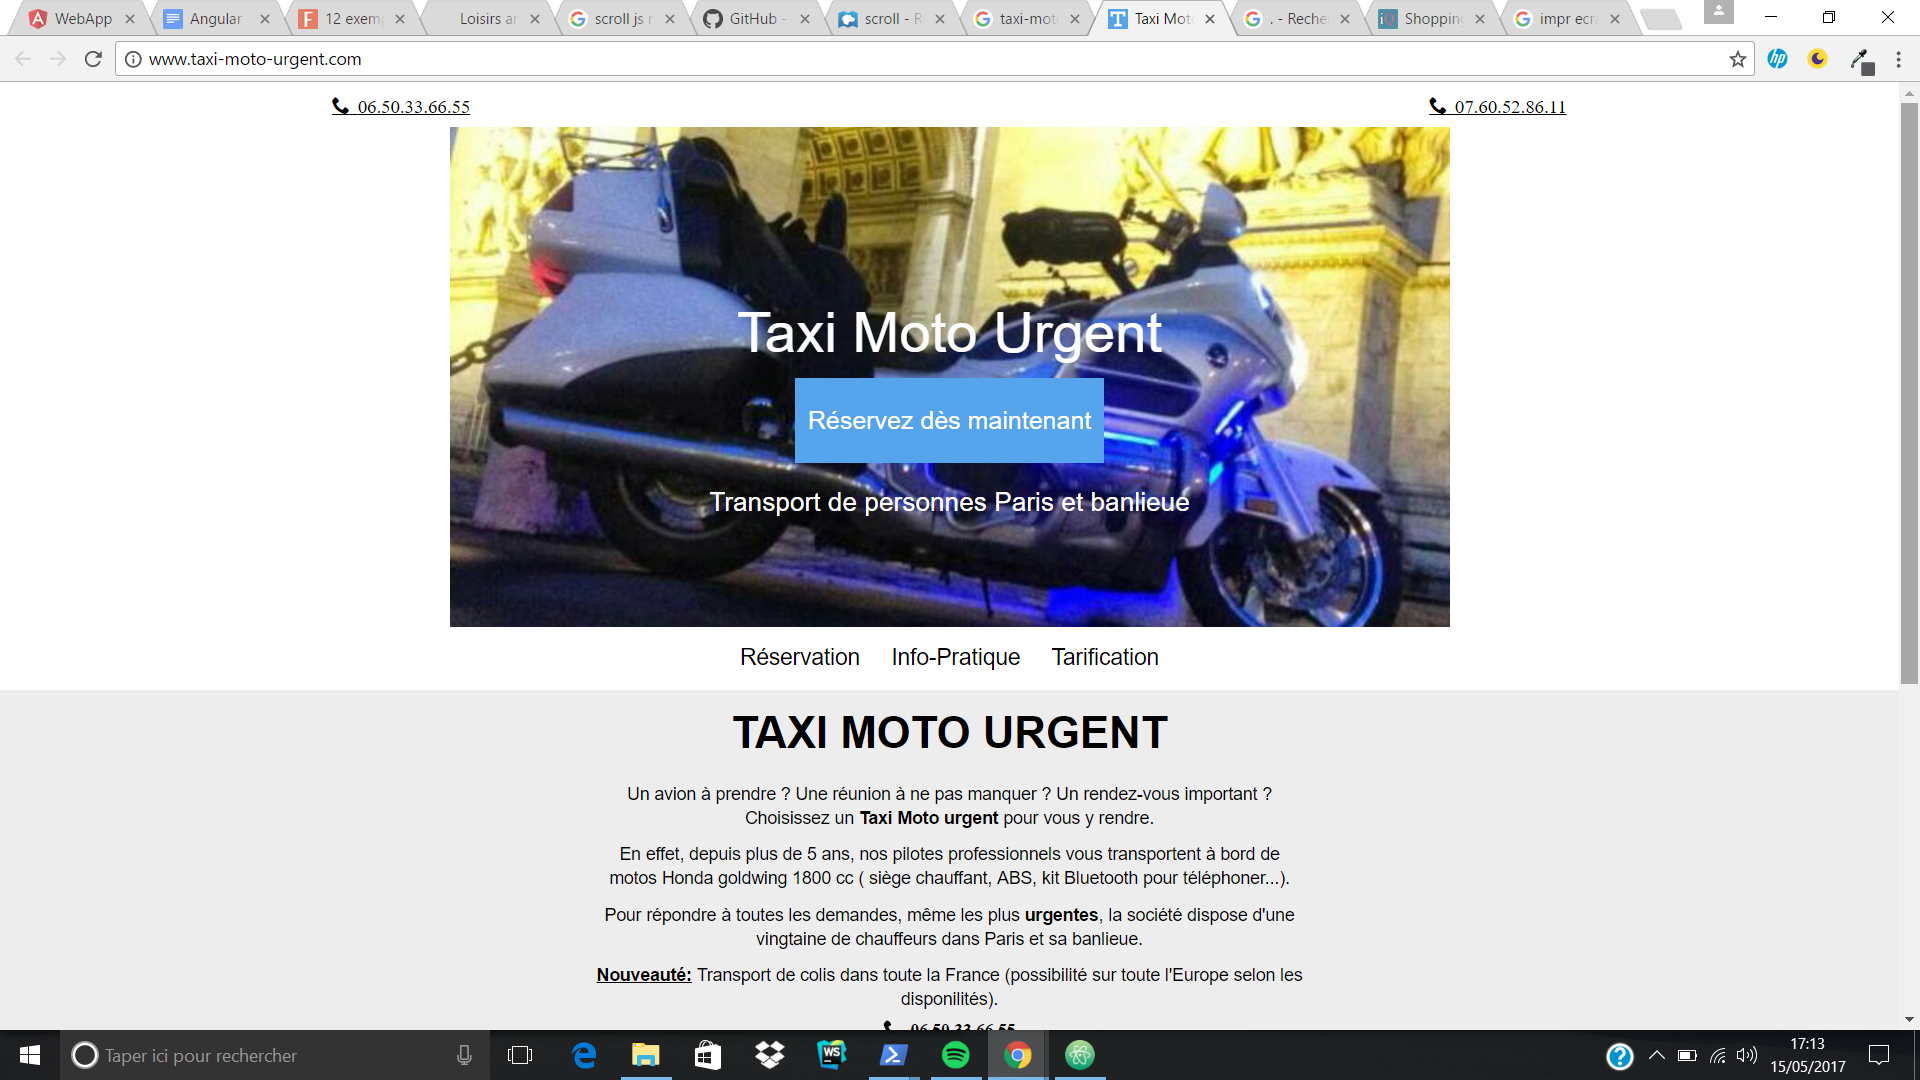 WebApp
Angular
12 exem
Loisirs ar
scroll js n
GitHub -
scroll - R
taxi-mot
Taxi Mot
. - Reche
Shopping
impr ecra
www.taxi-moto-urgent.com
06.50.33.66.55
07.60.52.86.11
Taxi Moto Urgent
Réservez dès maintenant
Transport de personnes Paris et banlieue
Réservation Info-Pratique Tarification
TAXI MOTO URGENT
Un avion à prendre ? Une réunion à ne pas manquer ? Un rendez-vous important ?
Choisissez un Taxi Moto urgent pour vous y rendre.
En effet, depuis plus de 5 ans, nos pilotes professionnels vous transportent à bord de
motos Honda goldwing 1800 cc ( siège chauffant, ABS, kit Bluetooth pour téléphoner...).
Pour répondre à toutes les demandes, même les plus urgentes, la société dispose d'une
vingtaine de chauffeurs dans Paris et sa banlieue.
Nouveauté: Transport de colis dans toute la France (possibilité sur toute l'Europe selon les
disponilités).
06.50.33.66.55
Taper ici pour rechercher
17:13
15/05/2017